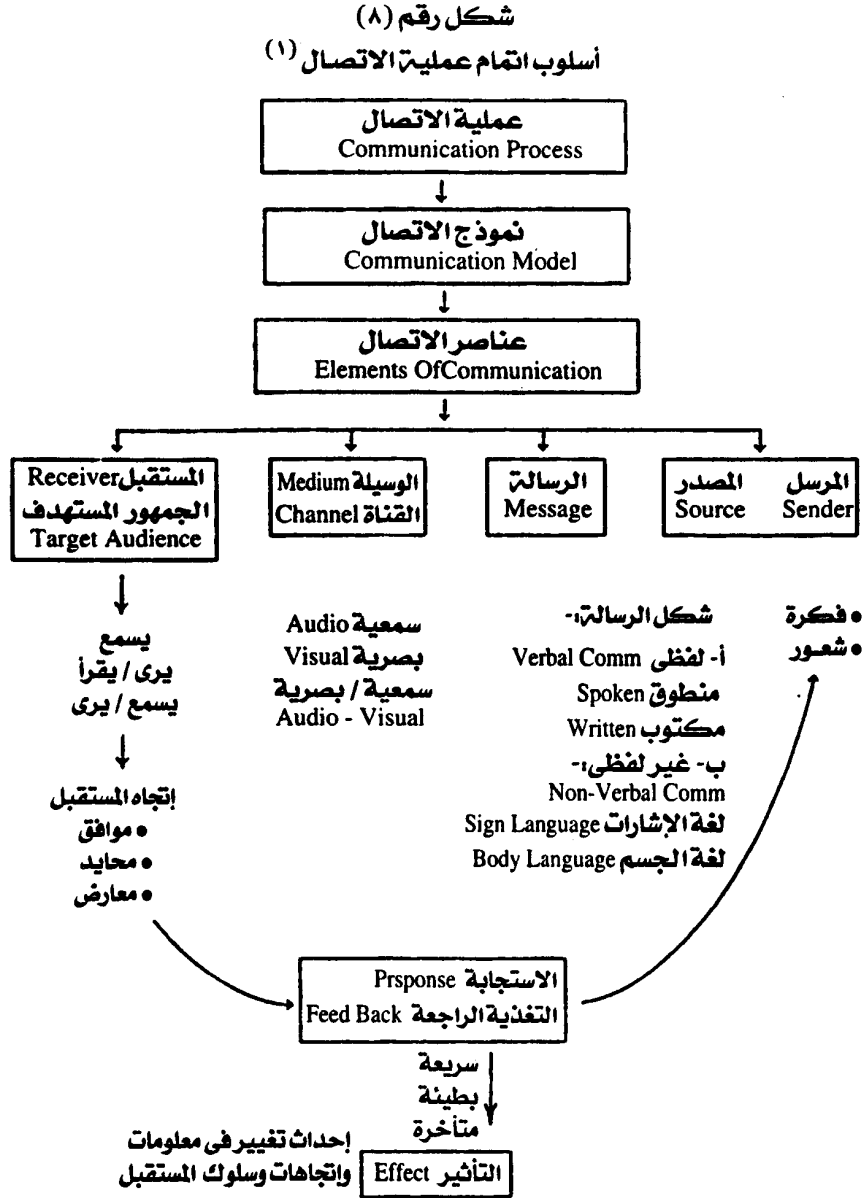 شكل رقم (٨)
أسلوب اتمام عملية الاتصال (١)
عملية الاتصال
Communication Process
نموذج الاتصال
Communication Model
عناصر الاتصال
Elements OfCommunication
المرسل المصدر
Sender Source
الرسالة
Message
الوسيلة Medium
القناة Channel
المستقبل Receiver
الجمهور المستهدف
Target Audience
• فكرة
• شعور
شكل الرسالة:-
أ- لفظى Verbal Comm
منطوق Spoken
مكتوب Written
ب- غير لفظى:-
Non-Verbal Comm
لغة الإشارات Sign Language
لغة الجسم Body Language
سمعية Audio
بصرية Visual
سمعية / بصرية
Audio - Visual
يسمع
يرى / يقرأ
يسمع / يرى
إتجاه المستقبل
• موافق
• محايد
• معارض
الاستجابة Prsponse
التغذية الراجعة Feed Back
سريعة
بطيئة
متأخرة
التأثير Effect
إحداث تغيير فى معلومات
وإتجاهات وسلوك المستقبل